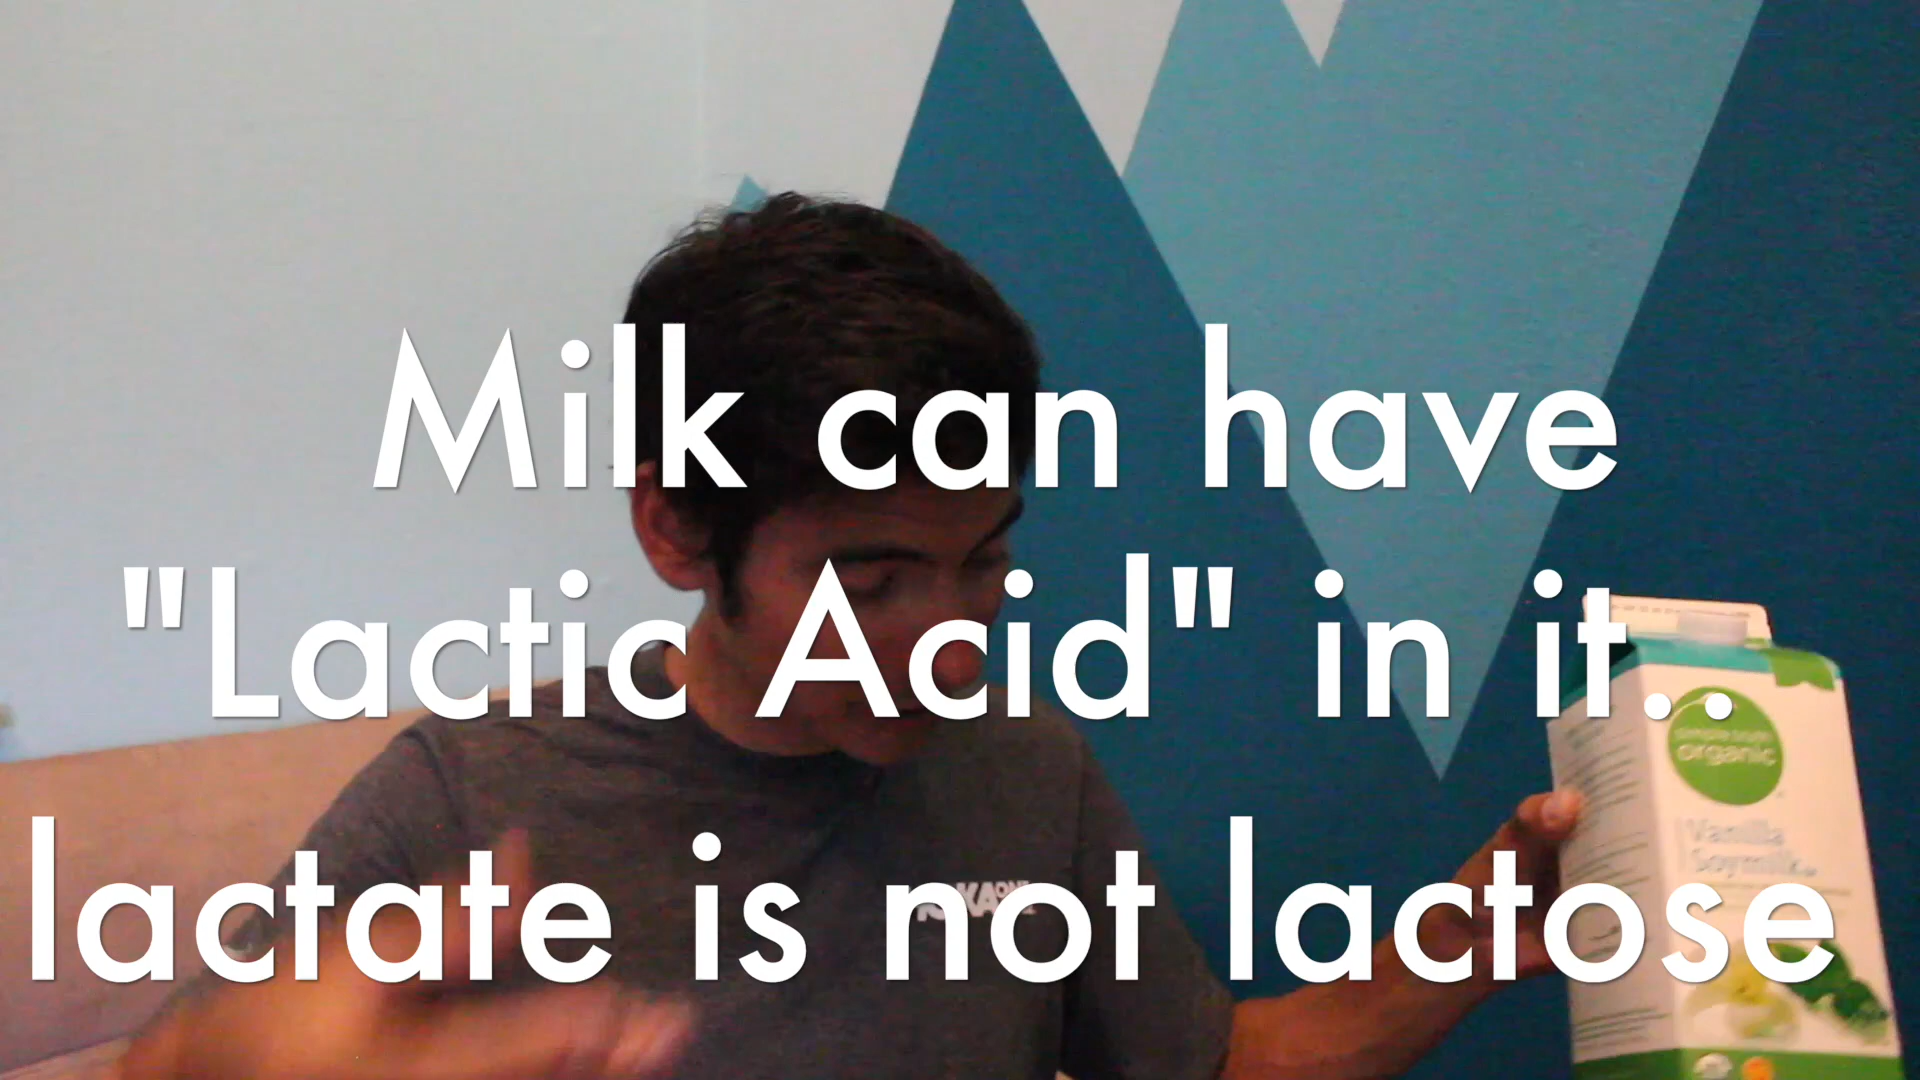 Milk can have
"Lactic Acid" in it..
lactate is not lactose
organic
Vanilla
Soymilk